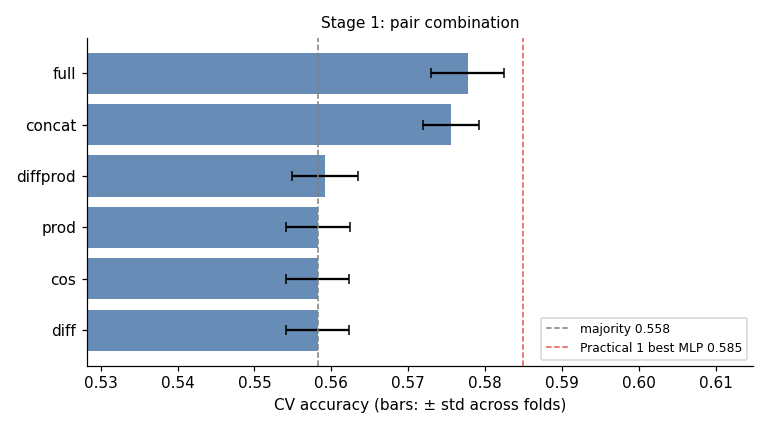 Stage 1: pair combination
full
concat
diffprod
prod
cos
diff
majority 0.558
Practical 1 best MLP 0.585
0.53 0.54 0.55 0.56 0.57 0.58 0.59 0.60 0.61
CV accuracy (bars: ± std across folds)